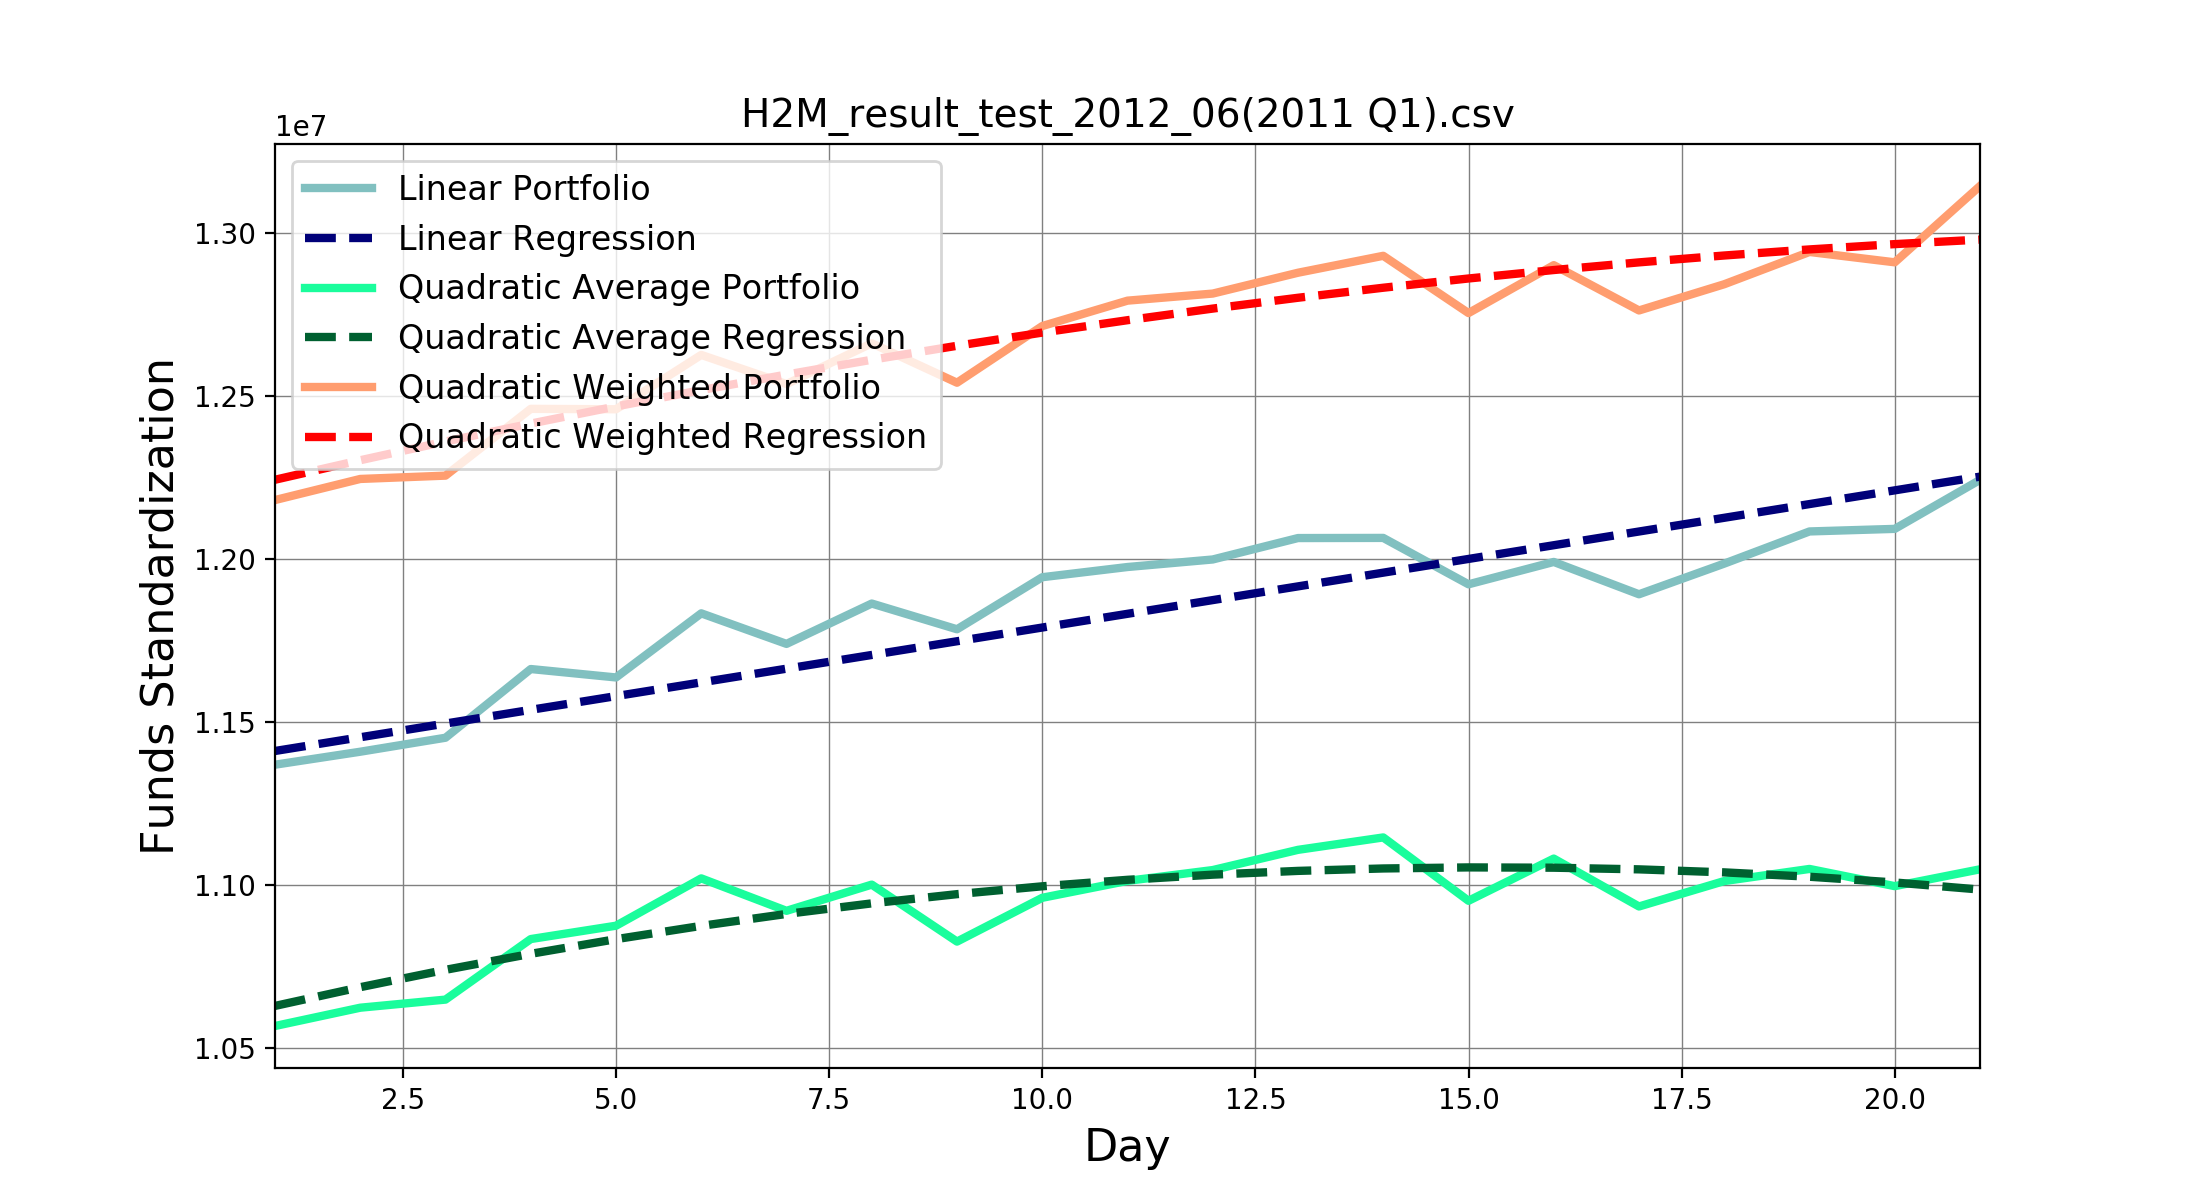 H2M_result_test_2012_06(2011 Q1).csv
1e7
Linear Portfolio
Linear Regression
Quadratic Average Portfolio
Quadratic Average Regression
Quadratic Weighted Portfolio
Quadratic Weighted Regression
1.30
1.25
1.20
1.15
1.10
1.05
Funds Standardization
2.5 5.0 7.5 10.0 12.5 15.0 17.5 20.0
Day